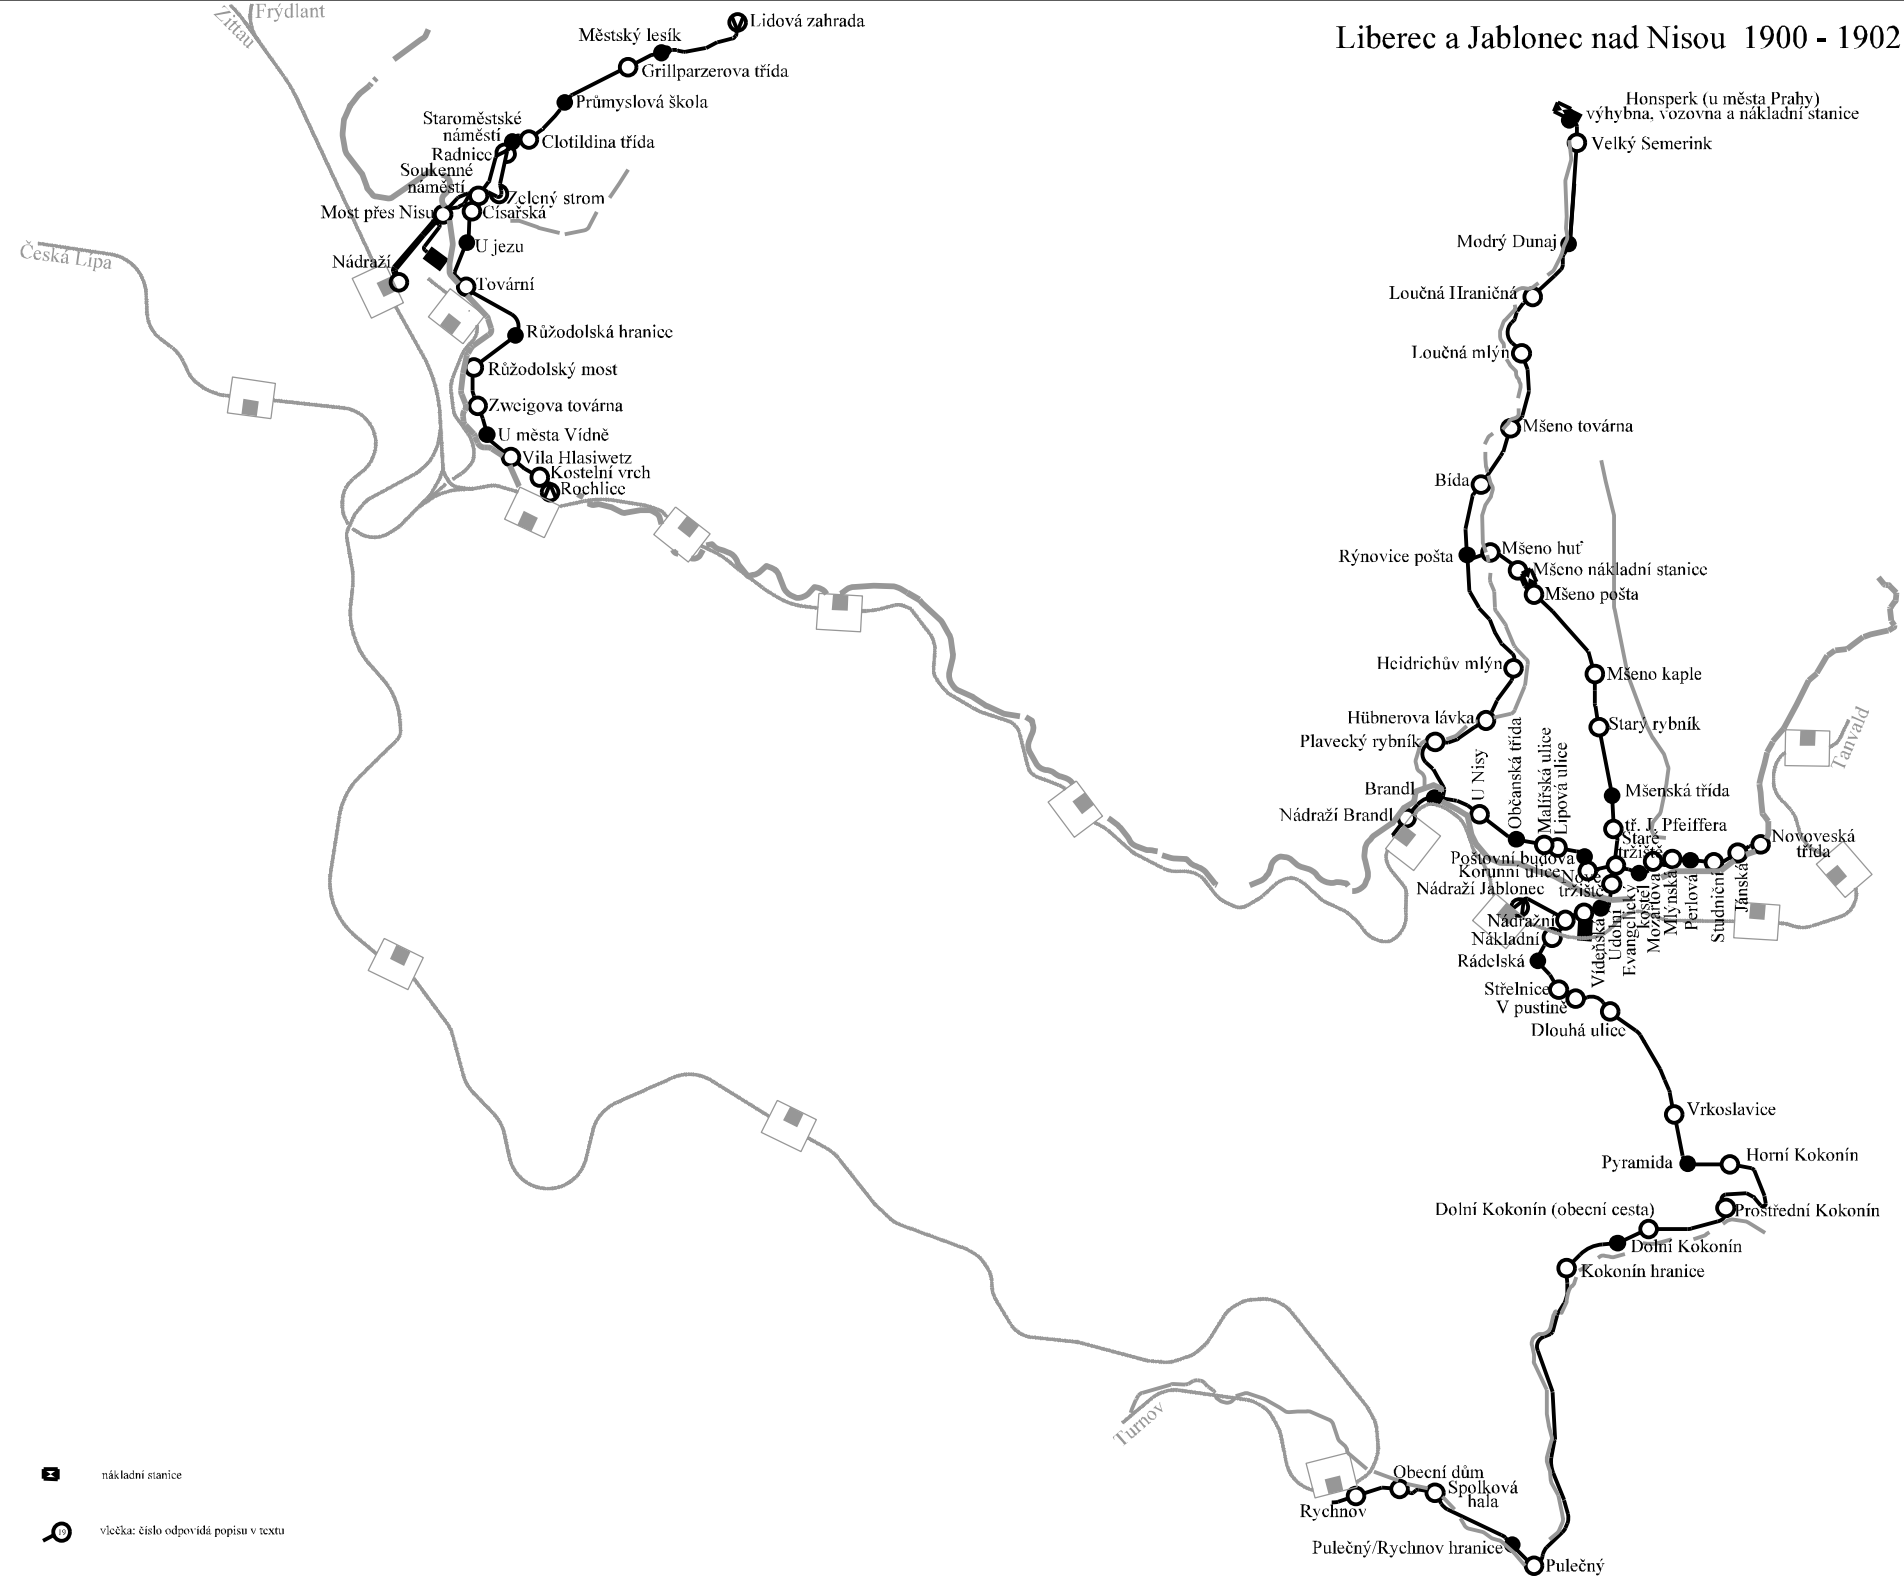 Liberec a Jablonec nad Nisou 1900 - 1902
Frýdlant
Zittau
Lidová zahrada
Městský lesík
Grillparzerova třída
Průmyslová škola
Staroměstské
náměstí
Clotildina třída
Radnice
Soukenné
náměstí
Zelený strom
Most přes Nisu
Císařská
U jezu
Nádraží
Česká Lípa
Tovární
Růžodolská hranice
Růžodolský most
Zweigova továrna
U města Vídně
Vila Hlasiwetz
Kostelní vrch
Rochlice
Honsperk (u města Prahy)
výhybna, vozovna a nákladní stanice
Velký Semerink
Modrý Dunaj
Loučná Hraničná
Loučná mlýn
Mšeno továrna
Bída
Rýnovice pošta
Mšeno huť
Mšeno nákladní stanice
Mšeno pošta
Heidrichův mlýn
Mšeno kaple
Hübnerova lávka
Starý rybník
Plavecký rybník
Tanvald
U Nisy
Občanská třída
Malířská ulice
Lipová ulice
Brandl
Mšenská třída
Nádraží Brandl
tř. J. Pfeiffera
Staré
tržiště
Novoveská
třída
Poštovní budova
Korunní ulice
Nové
tržiště
Nádraží Jablonec
Nádražní
Nákladní
Vídeňská
Údolní
Evangelický
kostel
Mozartova
Mlýnská
Perlová
Studniční
Jánská
Rádelská
Střelnice
V pustině
Dlouhá ulice
Vrkoslavice
Pyramida
Horní Kokonín
Dolní Kokonín (obecní cesta)
Prostřední Kokonín
Dolní Kokonín
Kokonín hranice
Turnov
Obecní dům
Spolková
hala
Rychnov
Pulečný/Rychnov hranice
Pulečný
nákladní stanice
19
vlečka: číslo odpovídá popisu v textu